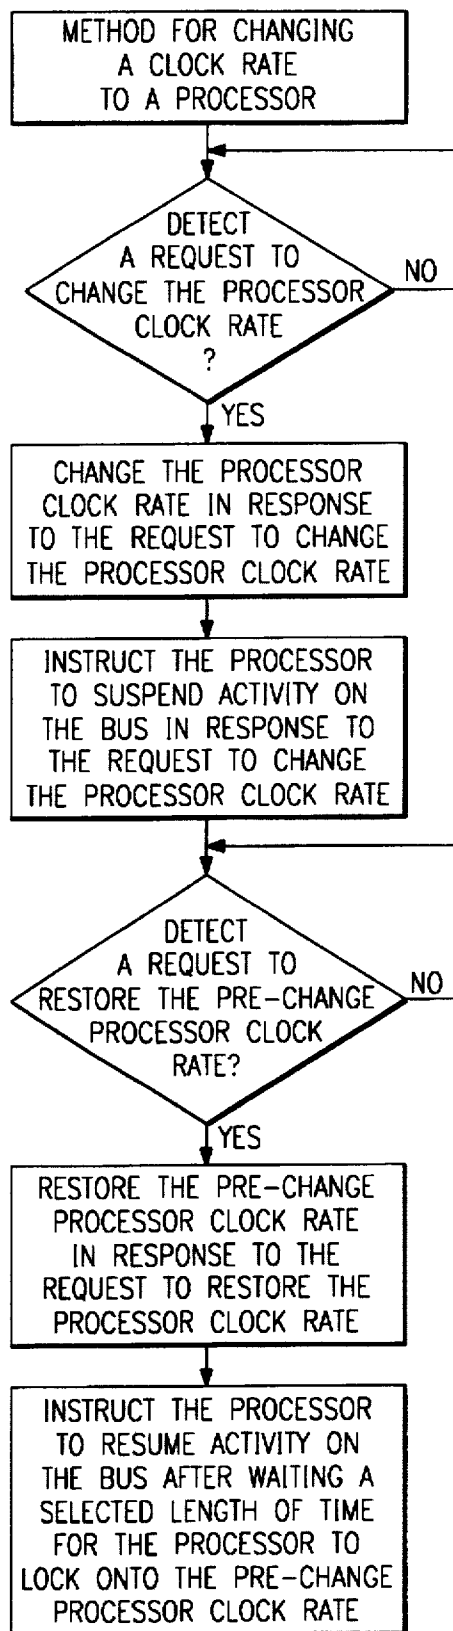 METHOD FOR CHANGING
A CLOCK RATE
TO A PROCESSOR
DETECT
A REQUEST TO
CHANGE THE PROCESSOR
CLOCK RATE
?
NO
YES
CHANGE THE PROCESSOR
CLOCK RATE IN RESPONSE
TO THE REQUEST TO CHANGE
THE PROCESSOR CLOCK RATE
INSTRUCT THE PROCESSOR
TO SUSPEND ACTIVITY ON
THE BUS IN RESPONSE TO
THE REQUEST TO CHANGE
THE PROCESSOR CLOCK RATE
DETECT
A REQUEST TO
RESTORE THE PRE-CHANGE
PROCESSOR CLOCK
RATE?
NO
YES
RESTORE THE PRE-CHANGE
PROCESSOR CLOCK RATE
IN RESPONSE TO THE
REQUEST TO RESTORE THE
PROCESSOR CLOCK RATE
INSTRUCT THE PROCESSOR
TO RESUME ACTIVITY ON
THE BUS AFTER WAITING A
SELECTED LENGTH OF TIME
FOR THE PROCESSOR TO
LOCK ONTO THE PRE-CHANGE
PROCESSOR CLOCK RATE